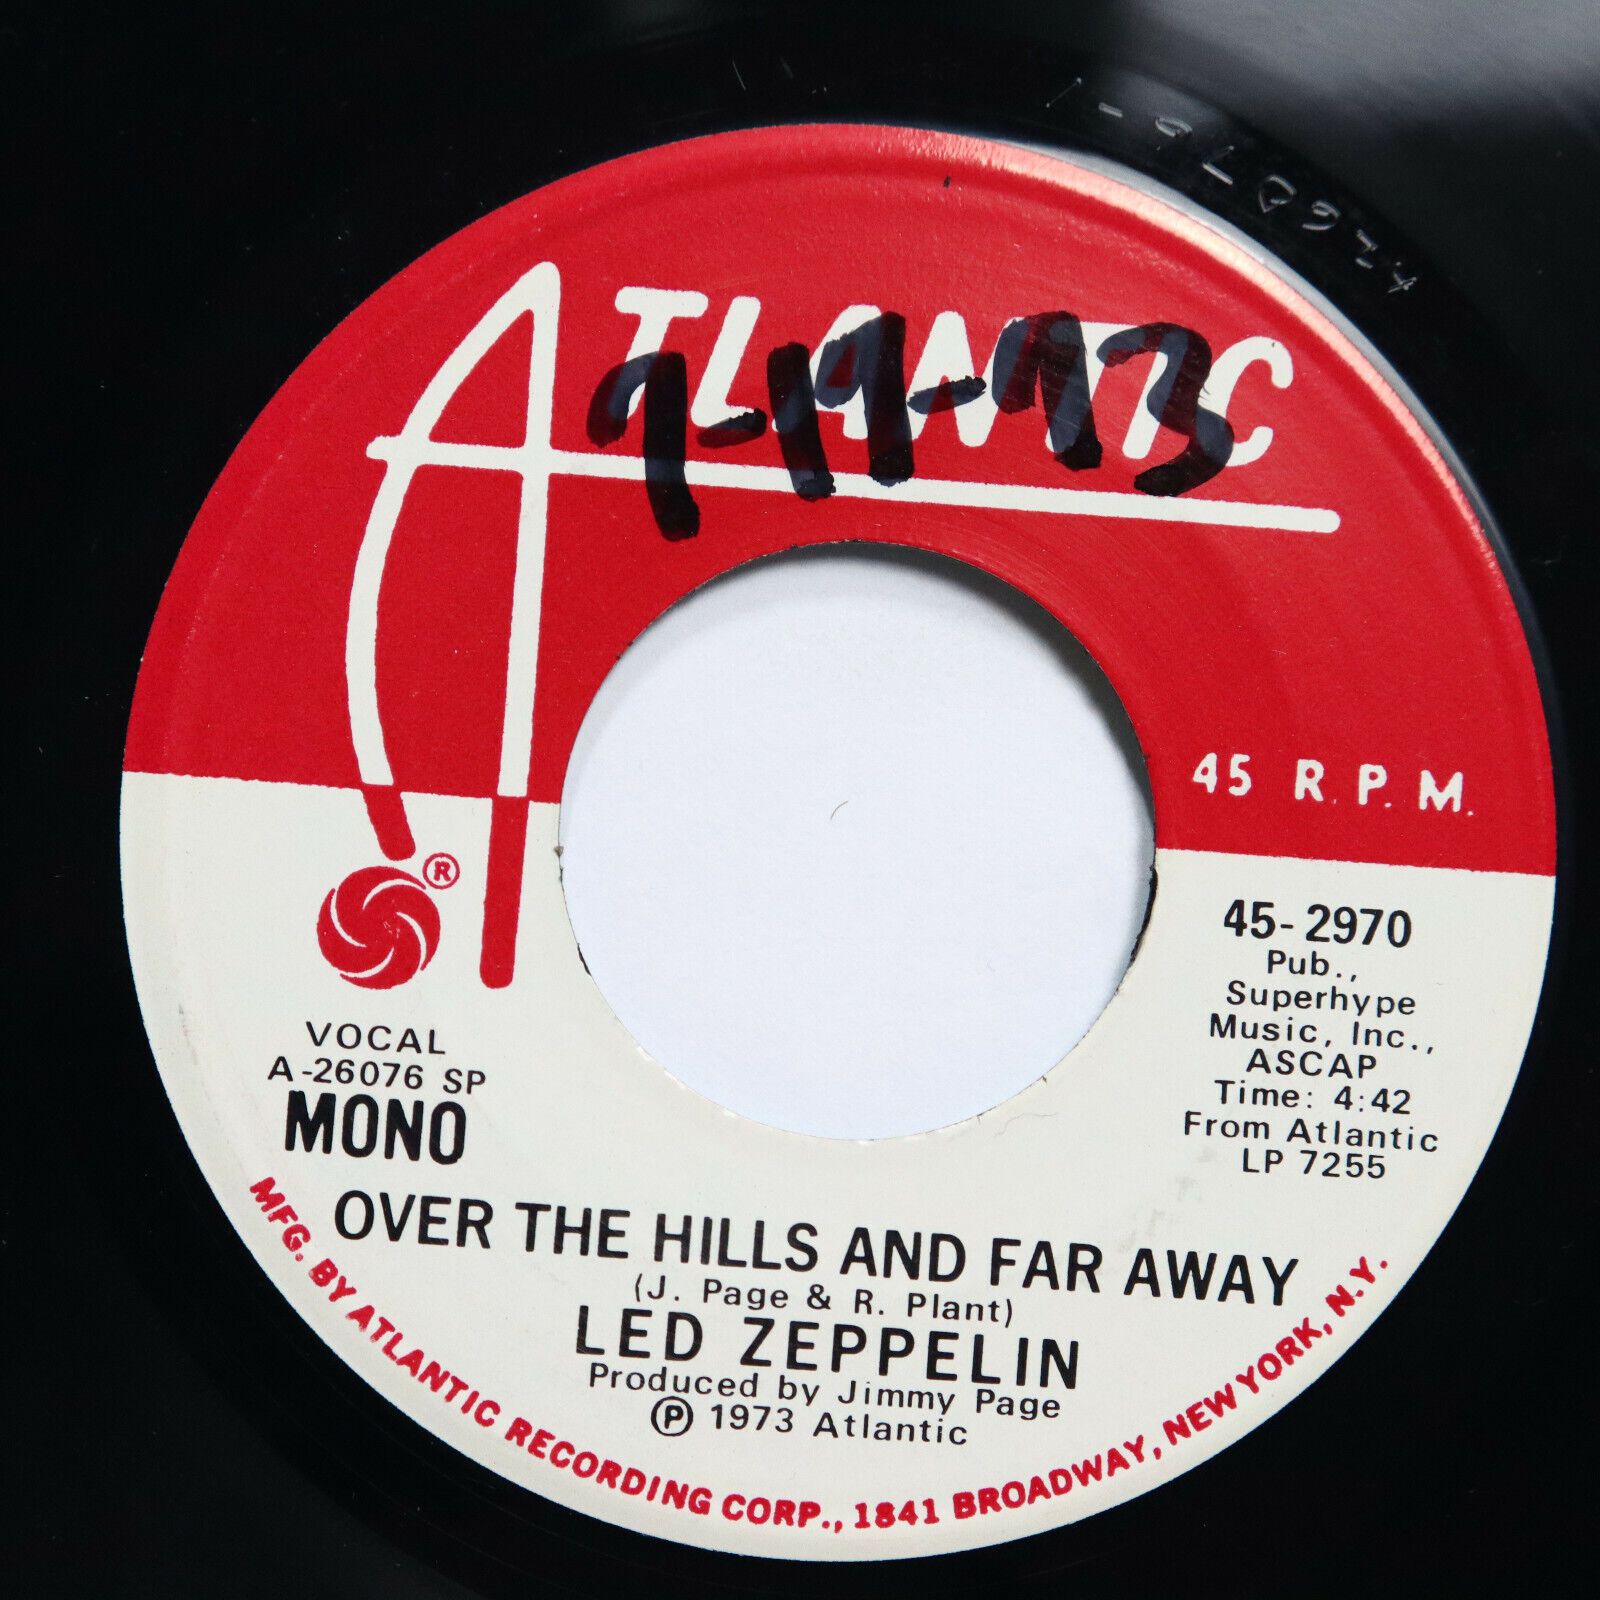 ATLANTIC
9-19-73
45 R.P.M.
®
45-2970
Pub.,
Superhype
Music, Inc.,
ASCAP
Time: 4:42
From Atlantic
LP 7255
VOCAL
A-26076 SP
MONO
OVER THE HILLS AND FAR AWAY
(J. Page & R. Plant)
LED ZEPPELIN
Produced by Jimmy Page
Ⓟ 1973 Atlantic
MFG. BY ATLANTIC RECORDING CORP., 1841 BROADWAY, NEW YORK, N.Y.